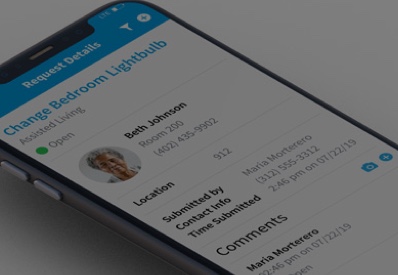 LTE
Request Details
Change Bedroom Lightbulb
Assisted Living
Open
Beth Johnson
Room 200
(402) 435-9902
Location 912
Submitted by Maria Morterero
Contact info (312) 555-3312
Time Submitted 2:46 pm on 07/22/19
Comments
Maria Morterero
2:46 pm on 07/22/19